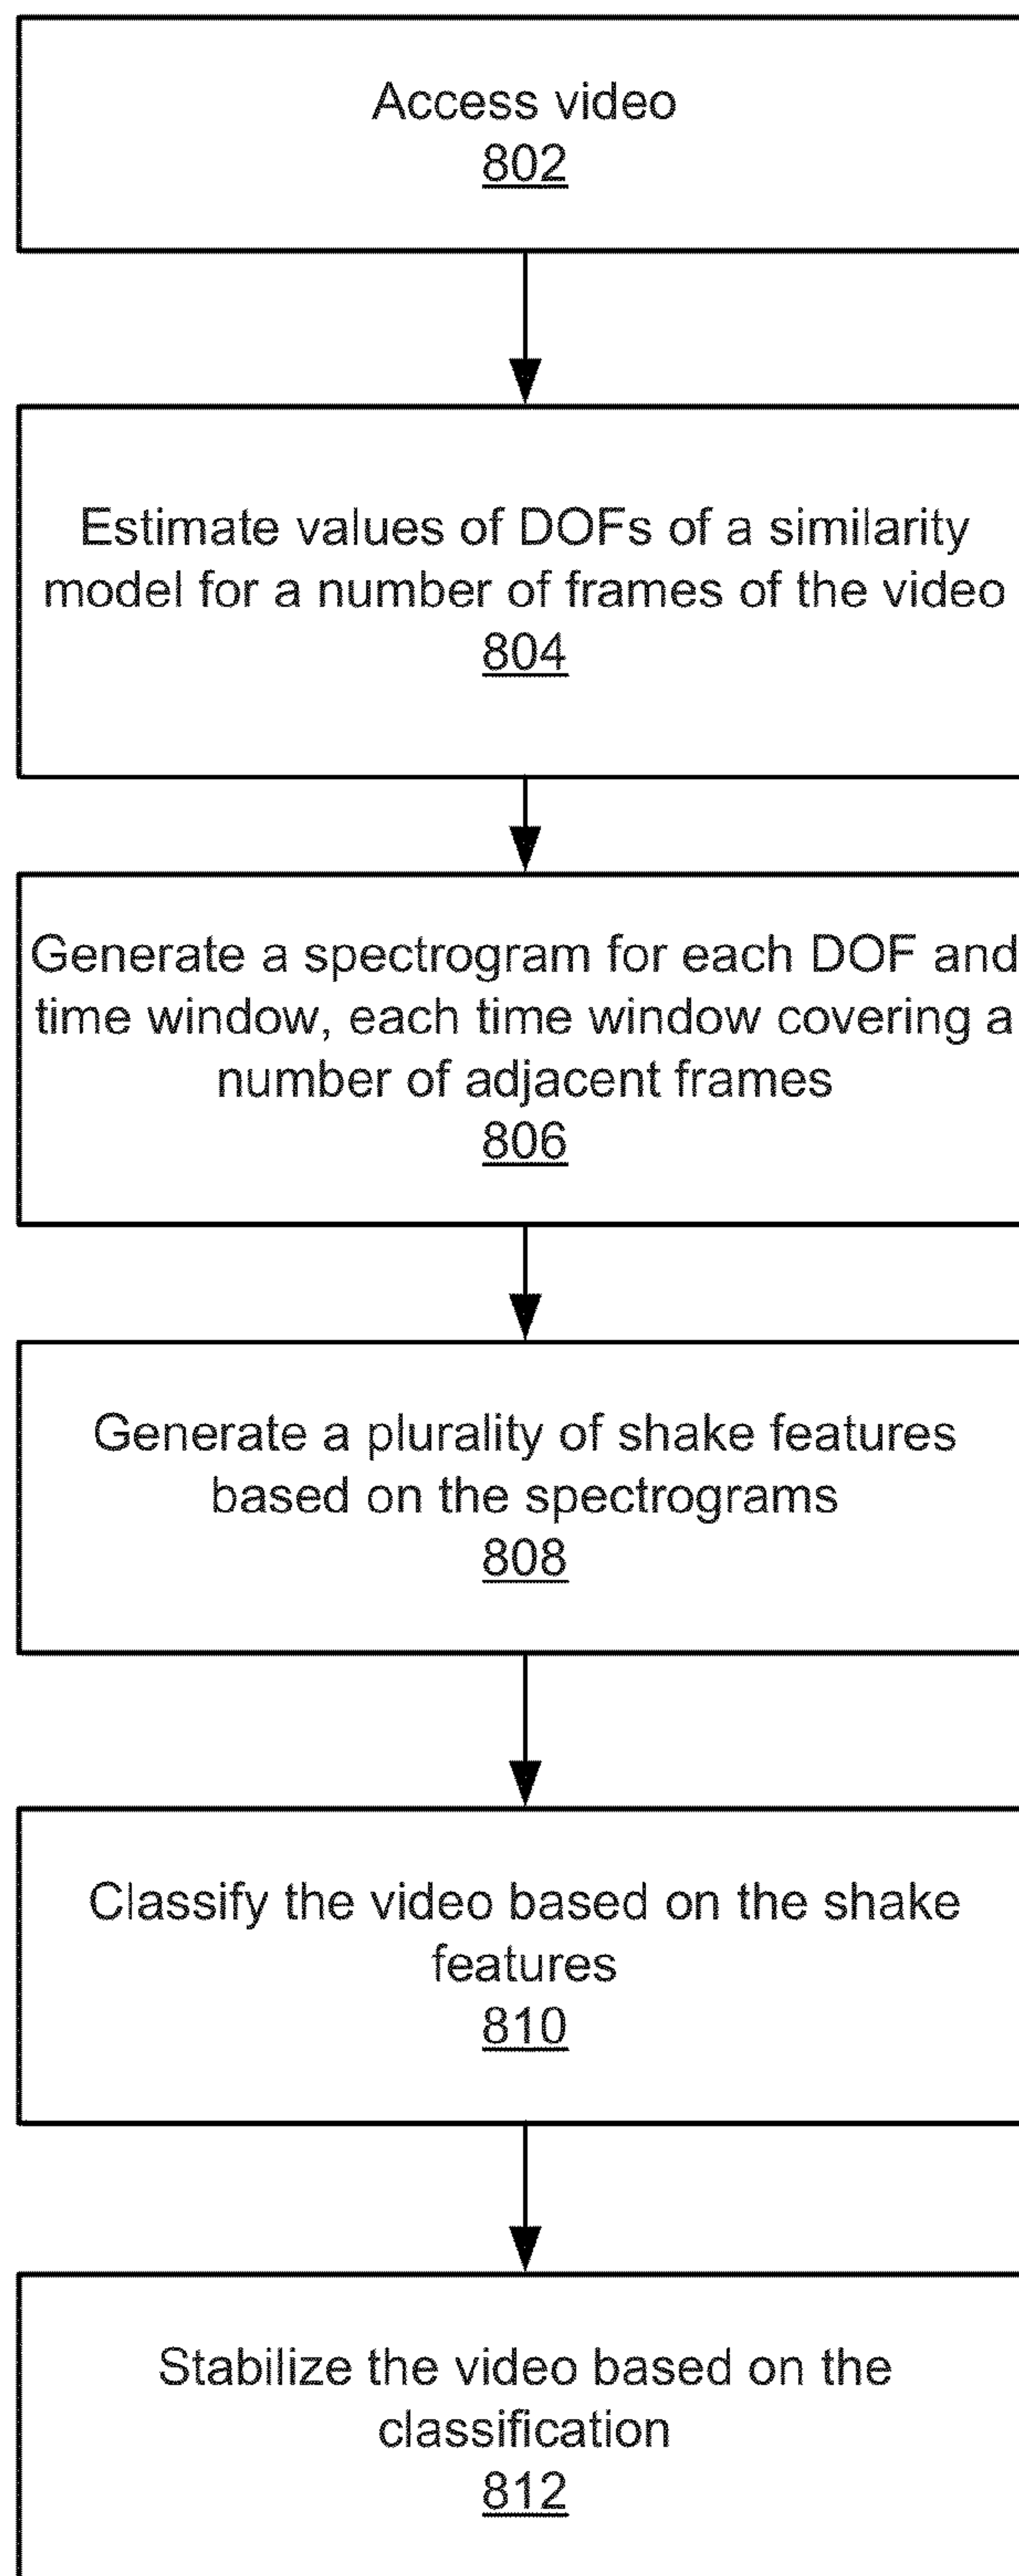 Access video
802
Estimate values of DOFs of a similarity
model for a number of frames of the video
804
Generate a spectrogram for each DOF and
time window, each time window covering a
number of adjacent frames
806
Generate a plurality of shake features
based on the spectrograms
808
Classify the video based on the shake
features
810
Stabilize the video based on the
classification
812